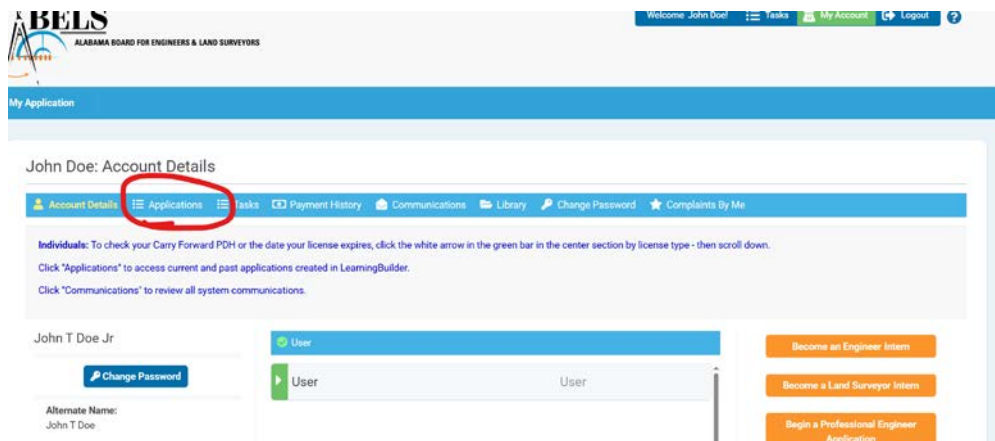 BELS
ALABAMA BOARD FOR ENGINEERS & LAND SURVEYORS
Welcome John Doe! Tasks My Account Logout ?
My Application
John Doe: Account Details
Account Details Applications Tasks Payment History Communications Library Change Password Complaints By Me
Individuals: To check your Carry Forward PDH or the date your license expires, click the white arrow in the green bar in the center section by license type - then scroll down.
Click "Applications" to access current and past applications created in LearningBuilder.
Click "Communications" to review all system communications.
John T Doe Jr
Change Password
Alternate Name:
John T Doe
User
User User
Become an Engineer Intern
Become a Land Surveyor Intern
Begin a Professional Engineer
Application